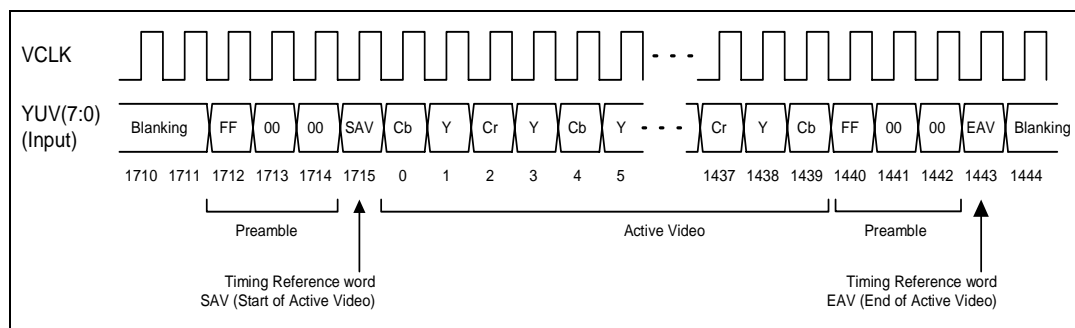 VCLK
YUV(7:0)
(Input)
Blanking FF 00 00 SAV Cb Y Cr Y Cb Y Cr Y Cb FF 00 00 EAV Blanking
1710 1711 1712 1713 1714 1715 0 1 2 3 4 5 1437 1438 1439 1440 1441 1442 1443 1444
Preamble Active Video Preamble
Timing Reference word Timing Reference word
SAV (Start of Active Video) EAV (End of Active Video)